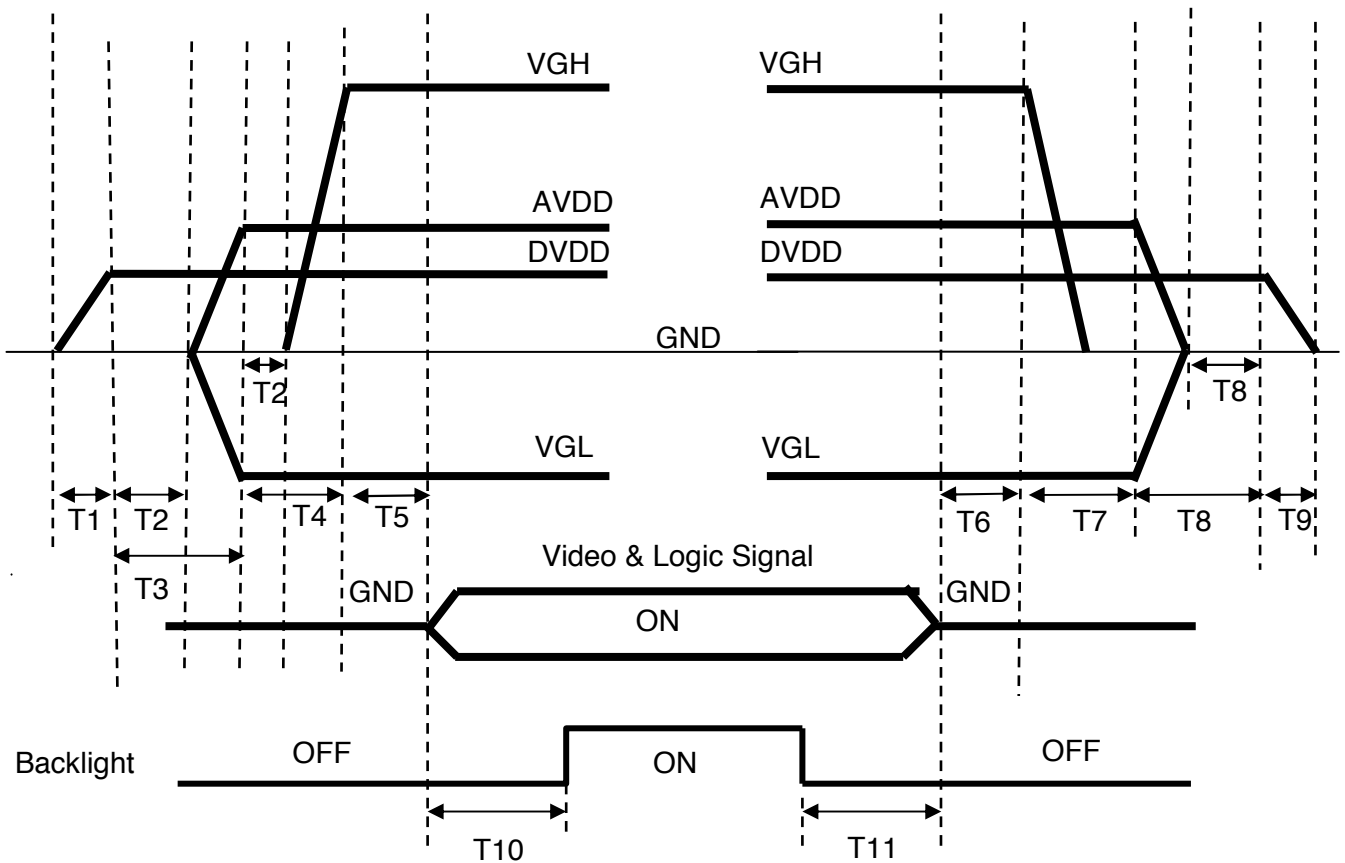 VGH
VGH
AVDD
AVDD
DVDD
DVDD
GND
T2
T8
VGL
VGL
T1
T2
T4
T5
T6
T7
T8
T9
T3
Video & Logic Signal
GND
ON
GND
Backlight
OFF
ON
OFF
T10
T11